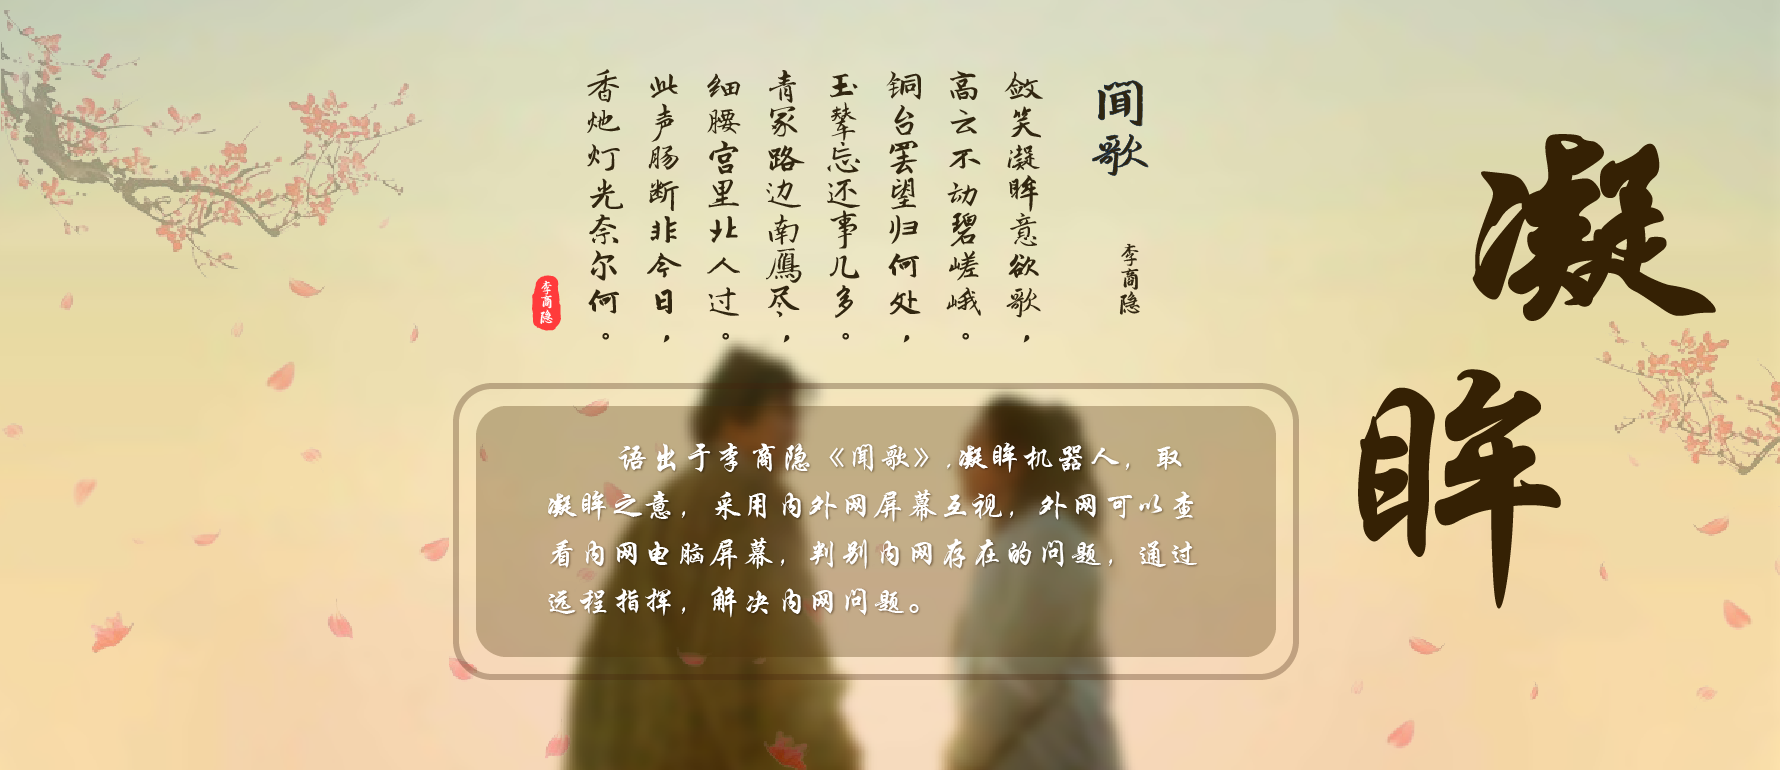 凝眸
闻歌
李商隐
敛笑凝眸意欲歌，
高云不动碧嵯峨。
铜台罢望归何处，
玉辇忘还事几多。
青冢路边南鴈尽，
细腰宫里北人过。
此声肠断非今日，
香灺灯光奈尔何。
李商隐
语出于李商隐《闻歌》,凝眸机器人，取
凝眸之意，采用内外网屏幕互视，外网可以查
看内网电脑屏幕，判别内网存在的问题，通过
远程指挥，解决内网问题。